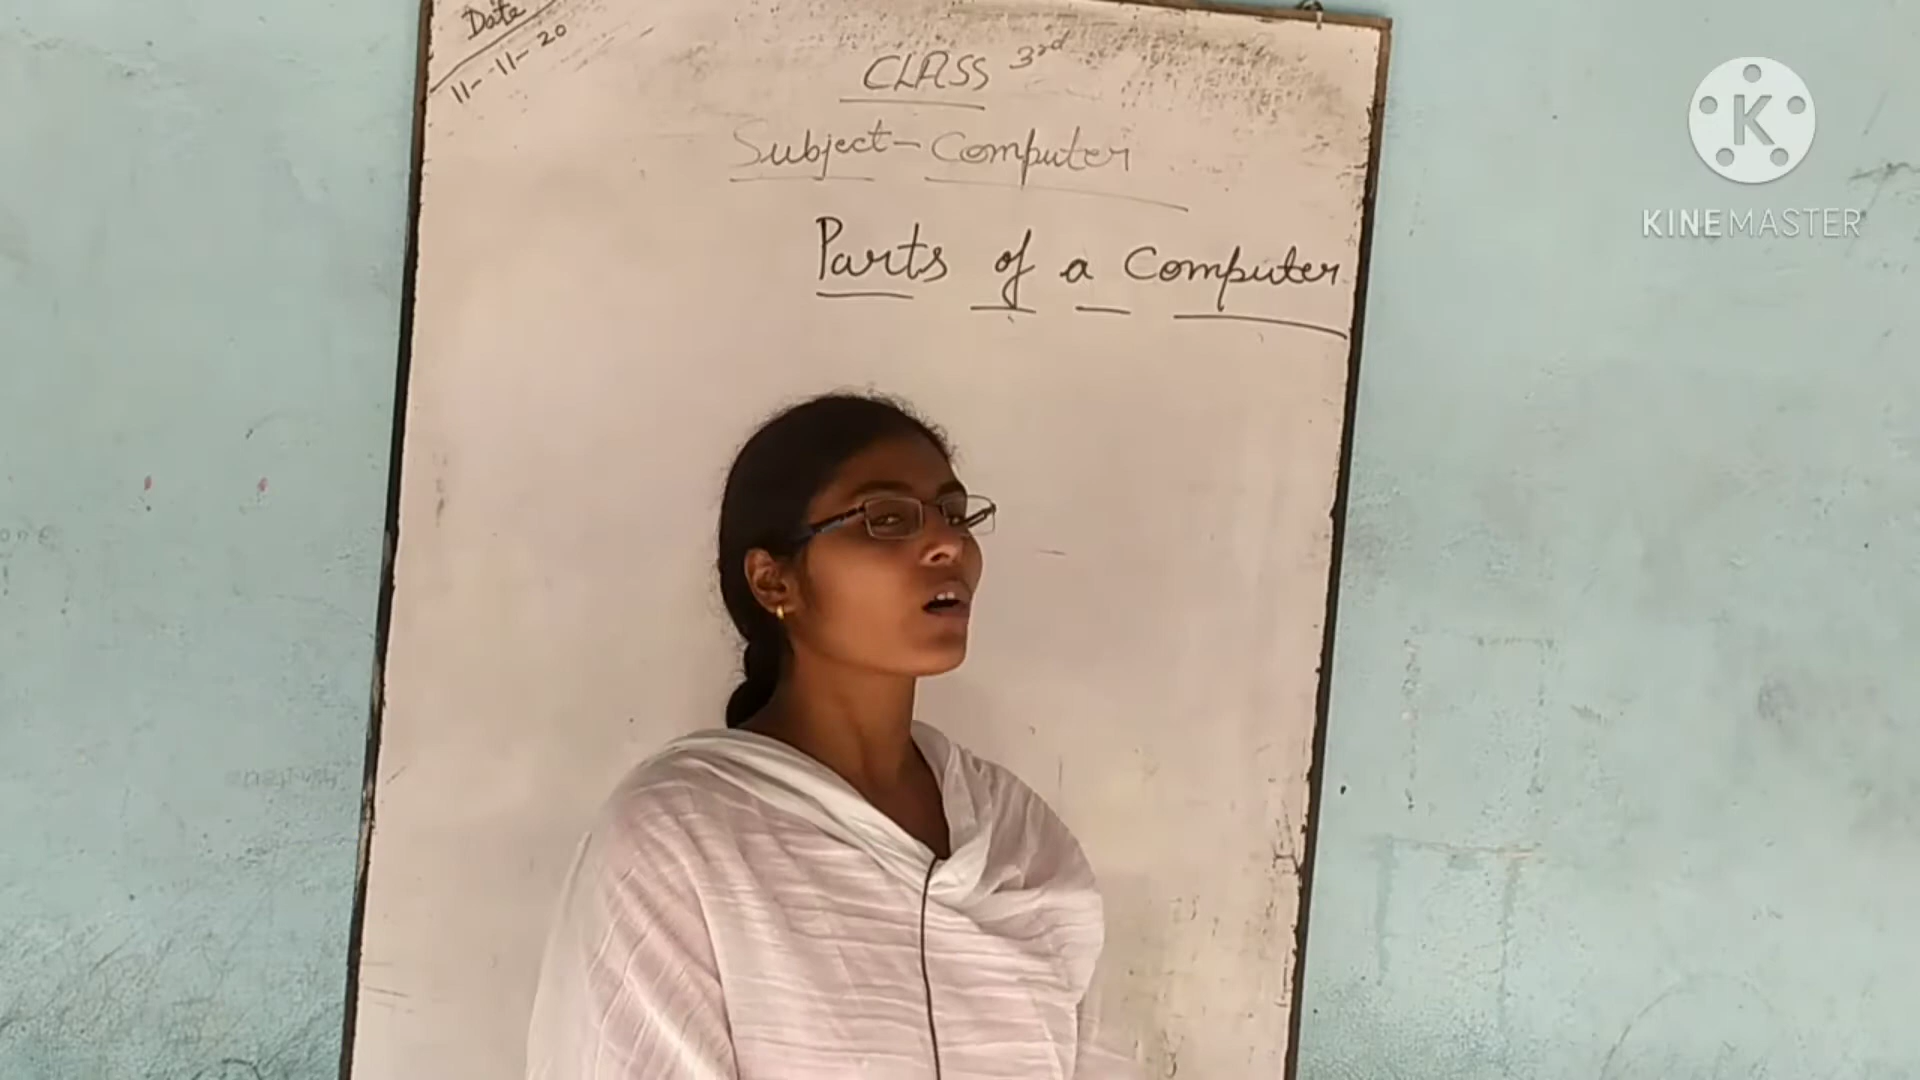 Date
11-11-20
CLASS 3rd
Subject - Computer
Parts of a Computer
K
KINEMASTER